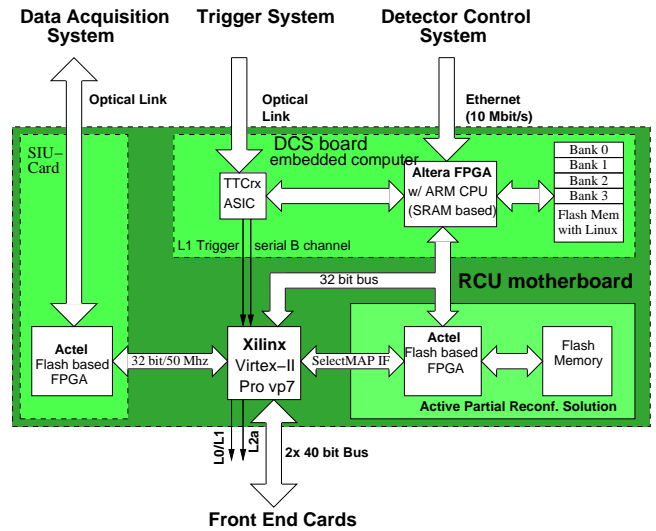 Data Acquisition
System
Trigger System
Detector Control
System
Optical Link
Optical
Link
Ethernet
(10 Mbit/s)
SIU−
Card
DCS board
embedded computer
TTCrx
ASIC
Altera FPGA
w/ ARM CPU
(SRAM based)
Bank 0
Bank 1
Bank 2
Bank 3
Flash Mem
with Linux
L1 Trigger
serial B channel
32 bit bus
RCU motherboard
Actel
Flash based
FPGA
32 bit/50 Mhz
Xilinx
Virtex−II
Pro vp7
SelectMAP IF
Actel
Flash based
FPGA
Flash
Memory
Active Partial Reconf. Solution
L0/L1
L2a
2x 40 bit Bus
Front End Cards